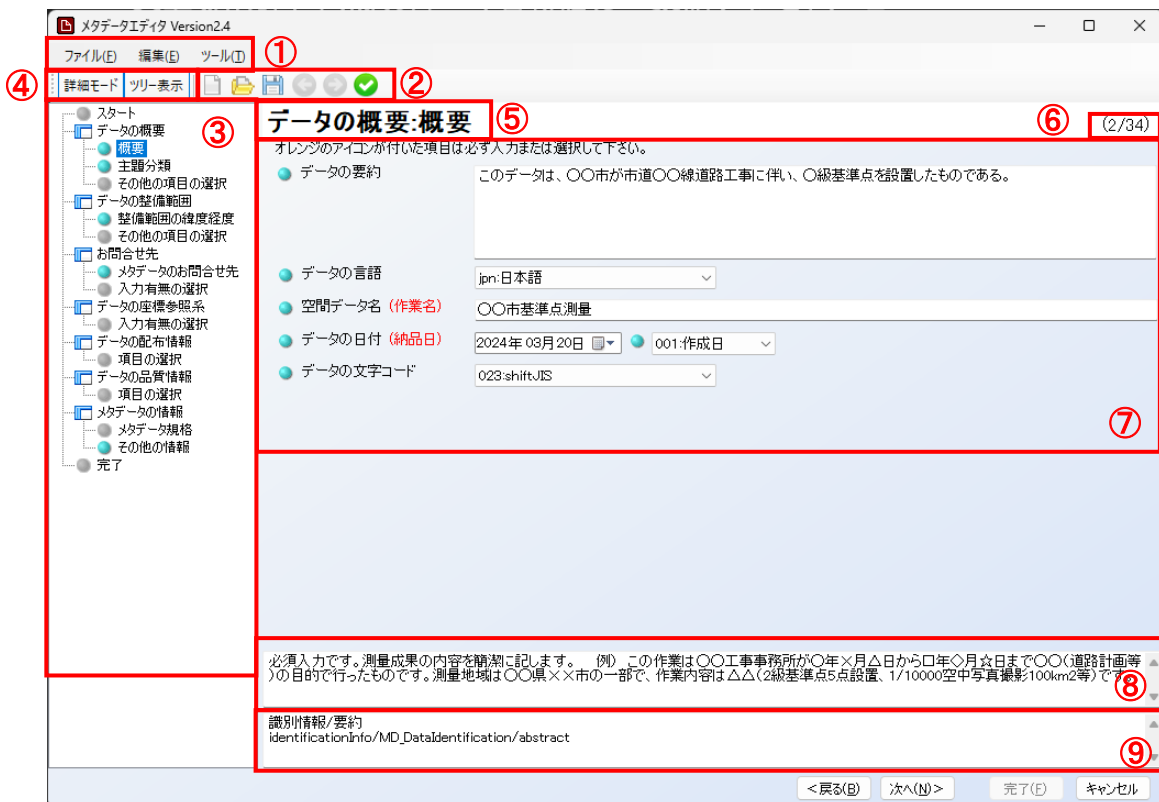 メタデータエディタ Version2.4
ファイル(F) 編集(E) ツール(T) ①
④ 詳細モード ツリー表示 ②
スタート
データの概要
概要
主題分類
その他の項目の選択
データの整備範囲
整備範囲の緯度経度
その他の項目の選択
お問合せ先
メタデータのお問合せ先
入力有無の選択
データの座標参照系
入力有無の選択
データの配布情報
項目の選択
データの品質情報
項目の選択
メタデータの情報
メタデータ規格
その他の情報
完了
③
データの概要:概要 ⑤
⑥ (2/34)
オレンジのアイコンが付いた項目は必ず入力または選択して下さい。
データの要約 このデータは、〇〇市が市道〇〇線道路工事に伴い、〇級基準点を設置したものである。
データの言語 jpn:日本語
空間データ名 (作業名) 〇〇市基準点測量
データの日付 (納品日) 2024年 03月20日 001:作成日
データの文字コード 023:shiftJIS
⑦
必須入力です。測量成果の内容を簡潔に記します。 例) この作業は〇〇工事事務所が〇年×月△日から□年◇月☆日まで〇〇(道路計画等
)の目的で行ったものです。測量地域は〇〇県××市の一部で、作業内容は△△(2級基準点5点設置、1/10000空中写真撮影100km2等)です。
⑧
識別情報/要約
identificationInfo/MD_DataIdentification/abstract
⑨
<戻る(B) 次へ(N)> 完了(F) キャンセル